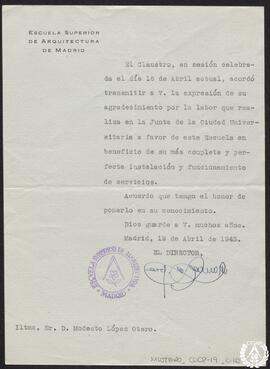 ESCUELA SUPERIOR
DE ARQUITECTURA
DE MADRID
El Claustro, en sesión celebra-
da el día 16 de Abril actual, acordó
transmitir a V. la expresión de su
agradecimiento por la labor que rea-
liza en la Junta de la Ciudad Univer-
sitaria a favor de esta Escuela en
beneficio de su más completa y per-
fecta instalación y funcionamiento
de servicios.
Acuerdo que tengo el honor de
ponerlo en su conocimiento.
Dios guarde a V. muchos años.
Madrid, 19 de Abril de 1943.
EL DIRECTOR,
MADRID
Iltmo. Sr. D. Modesto López Otero.